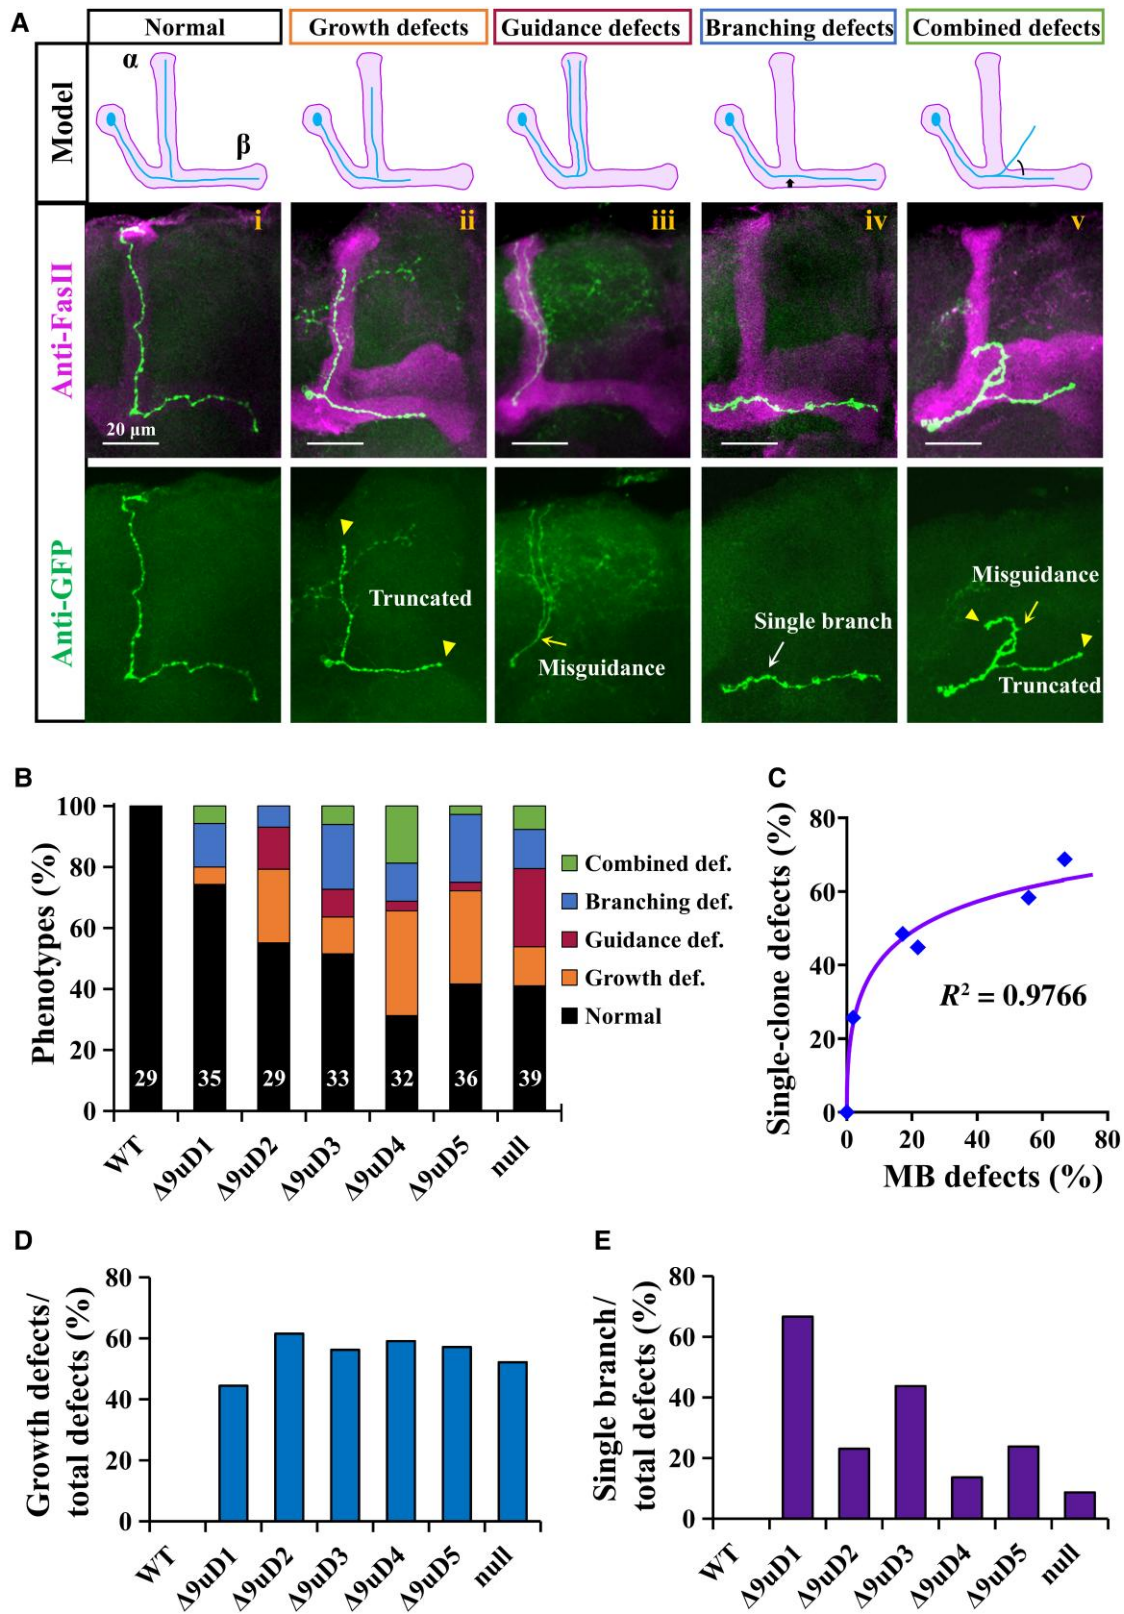 A
Normal
Growth defects
Guidance defects
Branching defects
Combined defects
Model
α
β
Anti-FasII
i
ii
iii
iv
v
20 μm
Anti-GFP
Truncated
Misguidance
Single branch
Misguidance
Truncated
B
Phenotypes (%)
100
80
60
40
20
0
29
35
29
33
32
36
39
WT
Δ9uD1
Δ9uD2
Δ9uD3
Δ9uD4
Δ9uD5
null
Combined def.
Branching def.
Guidance def.
Growth def.
Normal
C
Single-clone defects (%)
80
60
40
20
0
R² = 0.9766
0
20
40
60
80
MB defects (%)
D
Growth defects/
total defects (%)
80
60
40
20
0
WT
Δ9uD1
Δ9uD2
Δ9uD3
Δ9uD4
Δ9uD5
null
E
Single branch/
total defects (%)
80
60
40
20
0
WT
Δ9uD1
Δ9uD2
Δ9uD3
Δ9uD4
Δ9uD5
null